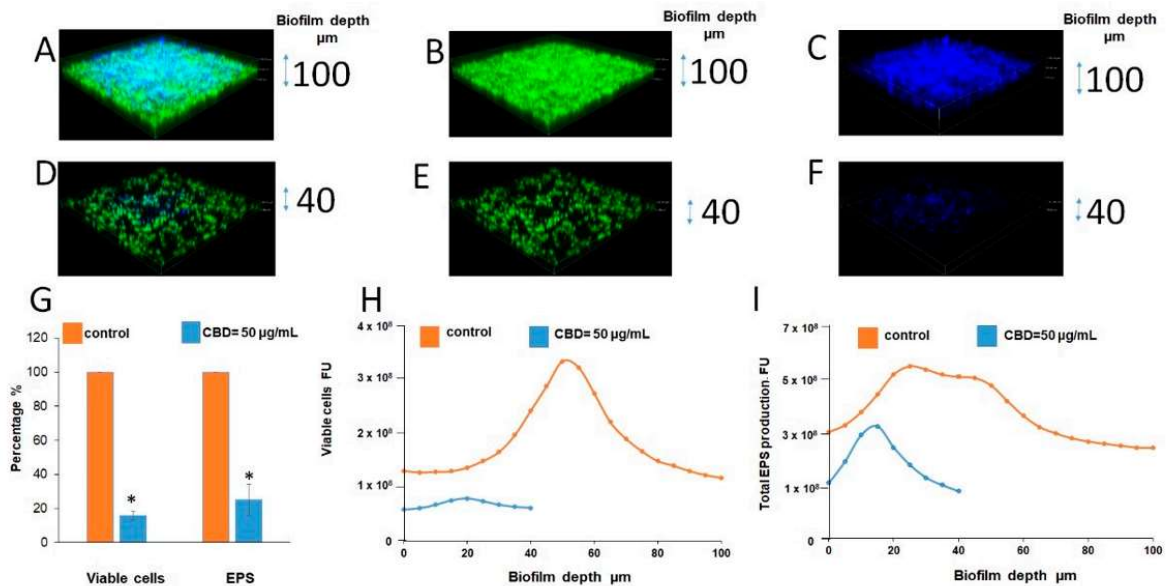 A
Biofilm depth
µm
100
B
Biofilm depth
µm
100
C
Biofilm depth
µm
100
D
40
E
40
F
40
G
control
CBD= 50 µg/mL
120
100
80
60
40
20
0
Percentage %
*
*
Viable cells
EPS
H
control
CBD= 50 µg/mL
4 x 10⁸
3 x 10⁸
2 x 10⁸
1 x 10⁸
0
Viable cells FU
0 20 40 60 80 100
Biofilm depth µm
I
control
CBD= 50 µg/mL
7 x 10⁸
5 x 10⁸
3 x 10⁸
1 x 10⁸
0
Total EPS production. FU
0 20 40 60 80 100
Biofilm depth µm